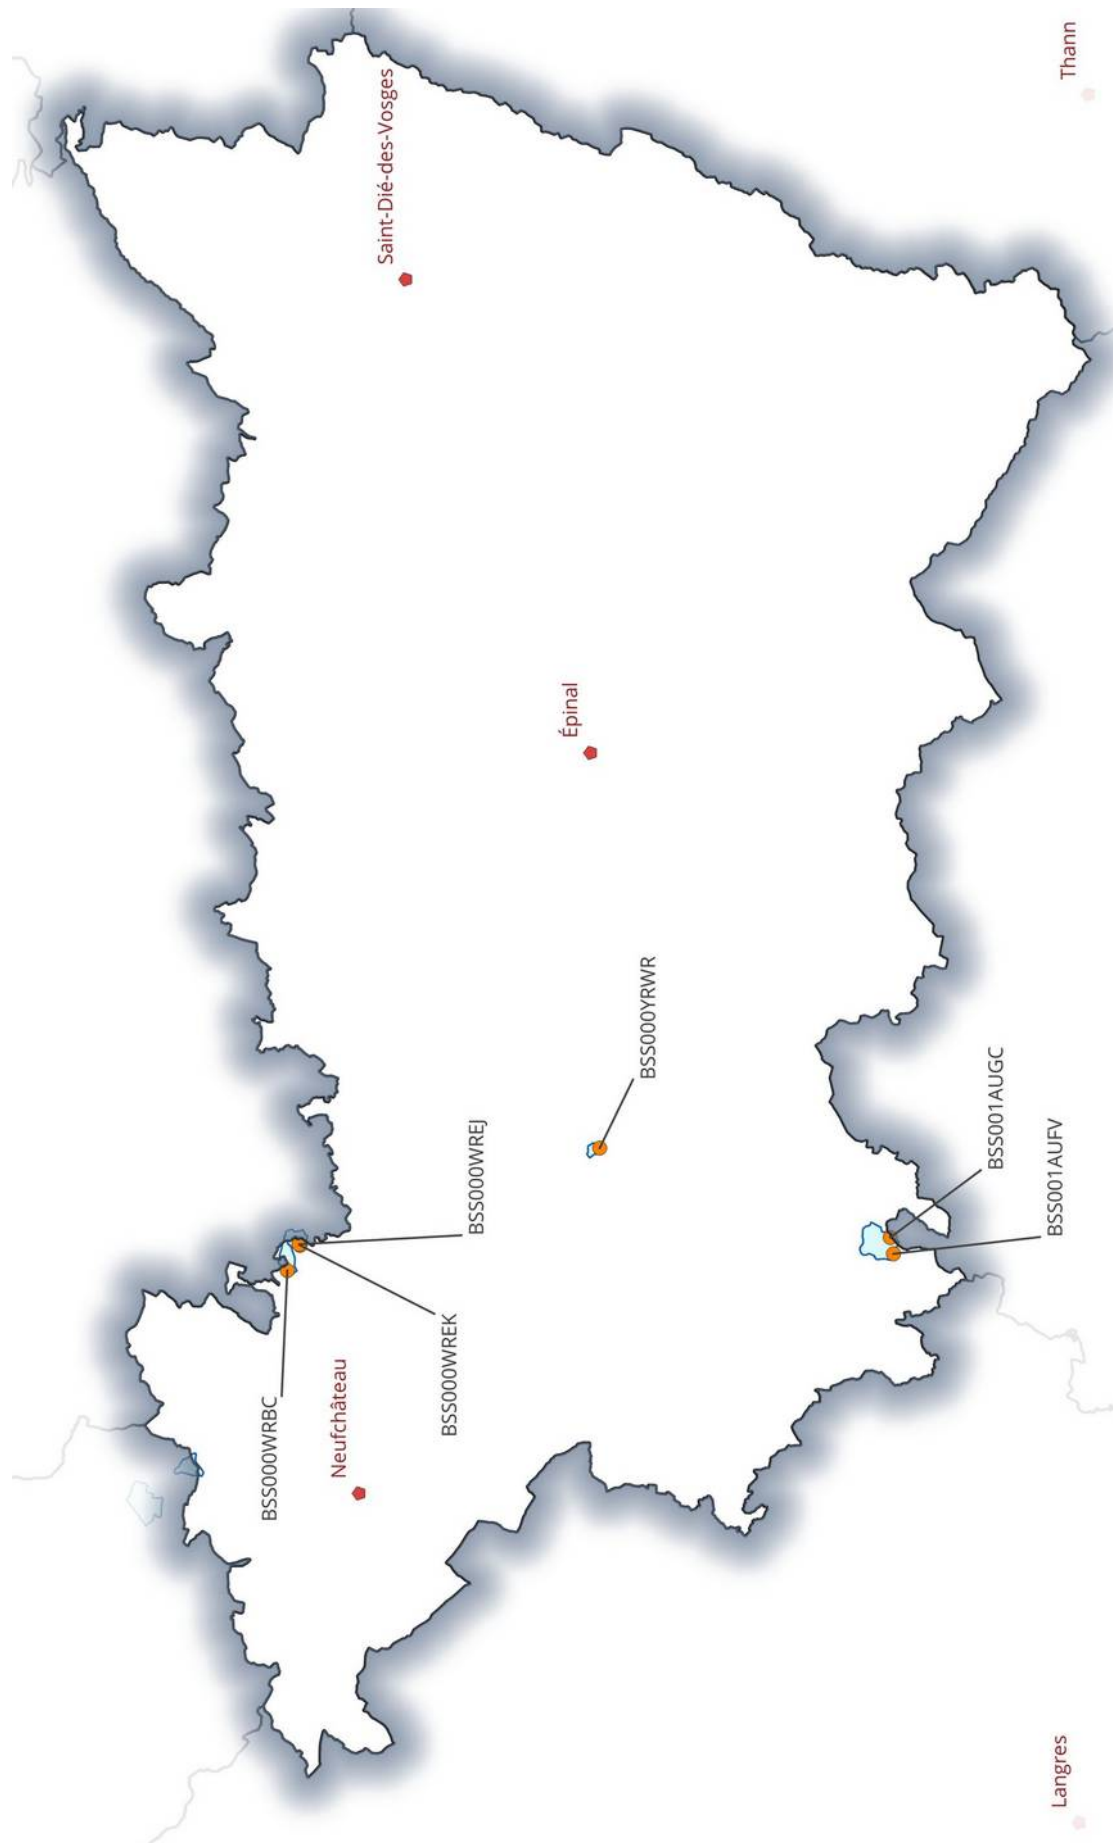 Saint-Dié-des-Vosges
Thann
Épinal
BSS000YRWR
BSS000WREJ
BSS001AUGC
BSS001AUFV
BSS000WREK
BSS000WRBC
Neufchâteau
Langres